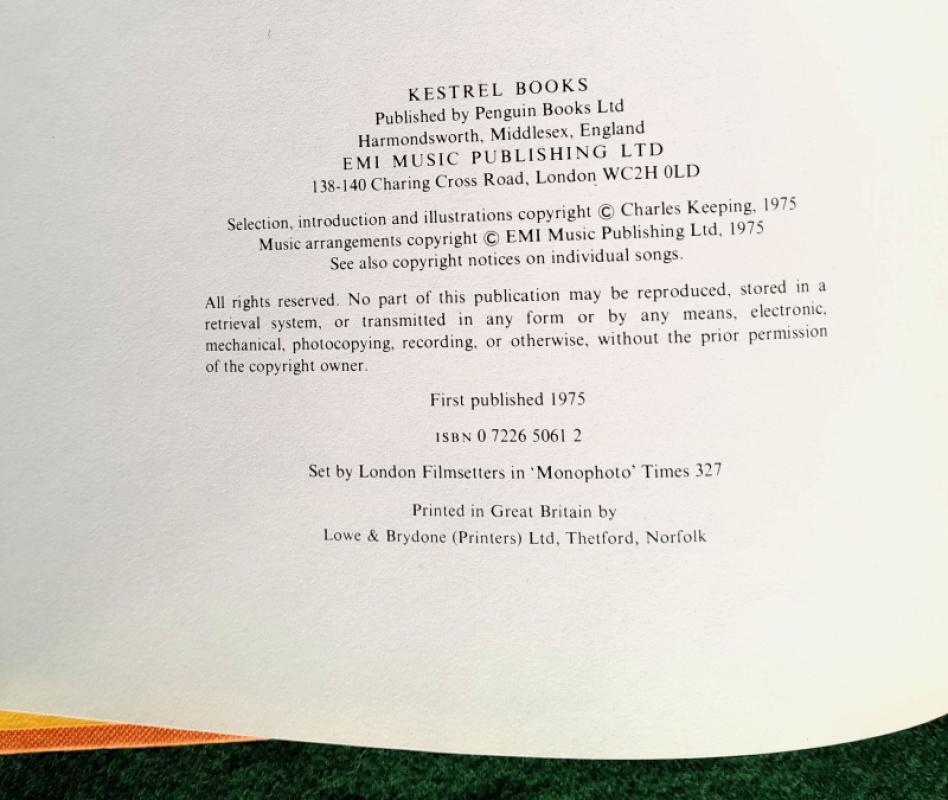 KESTREL BOOKS
Published by Penguin Books Ltd
Harmondsworth, Middlesex, England
EMI MUSIC PUBLISHING LTD
138-140 Charing Cross Road, London WC2H 0LD
Selection, introduction and illustrations copyright © Charles Keeping, 1975
Music arrangements copyright © EMI Music Publishing Ltd, 1975
See also copyright notices on individual songs.
All rights reserved. No part of this publication may be reproduced, stored in a
retrieval system, or transmitted in any form or by any means, electronic,
mechanical, photocopying, recording, or otherwise, without the prior permission
of the copyright owner.
First published 1975
ISBN 0 7226 5061 2
Set by London Filmsetters in 'Monophoto' Times 327
Printed in Great Britain by
Lowe & Brydone (Printers) Ltd, Thetford, Norfolk